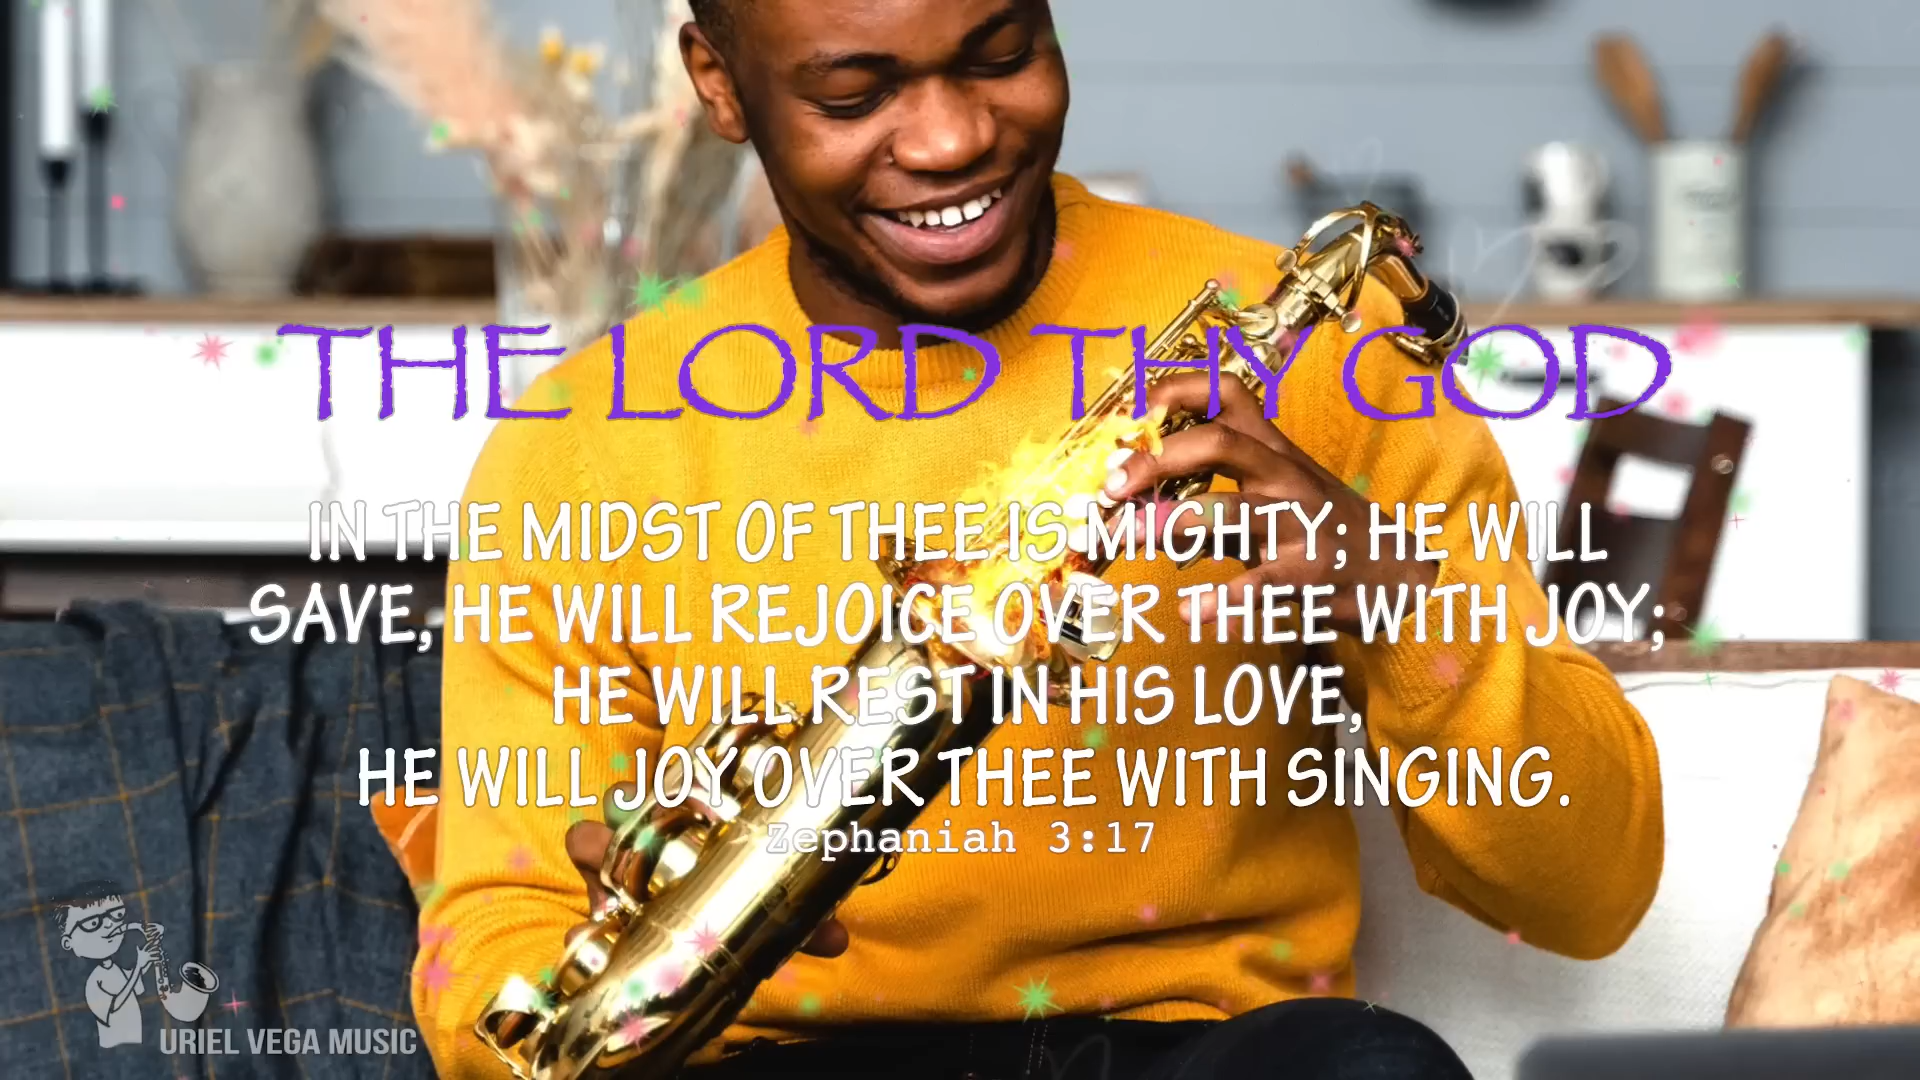 THE LORD THY GOD
IN THE MIDST OF THEE IS MIGHTY; HE WILL
SAVE, HE WILL REJOICE OVER THEE WITH JOY;
HE WILL REST IN HIS LOVE,
HE WILL JOY OVER THEE WITH SINGING.
Zephaniah 3:17
URIEL VEGA MUSIC